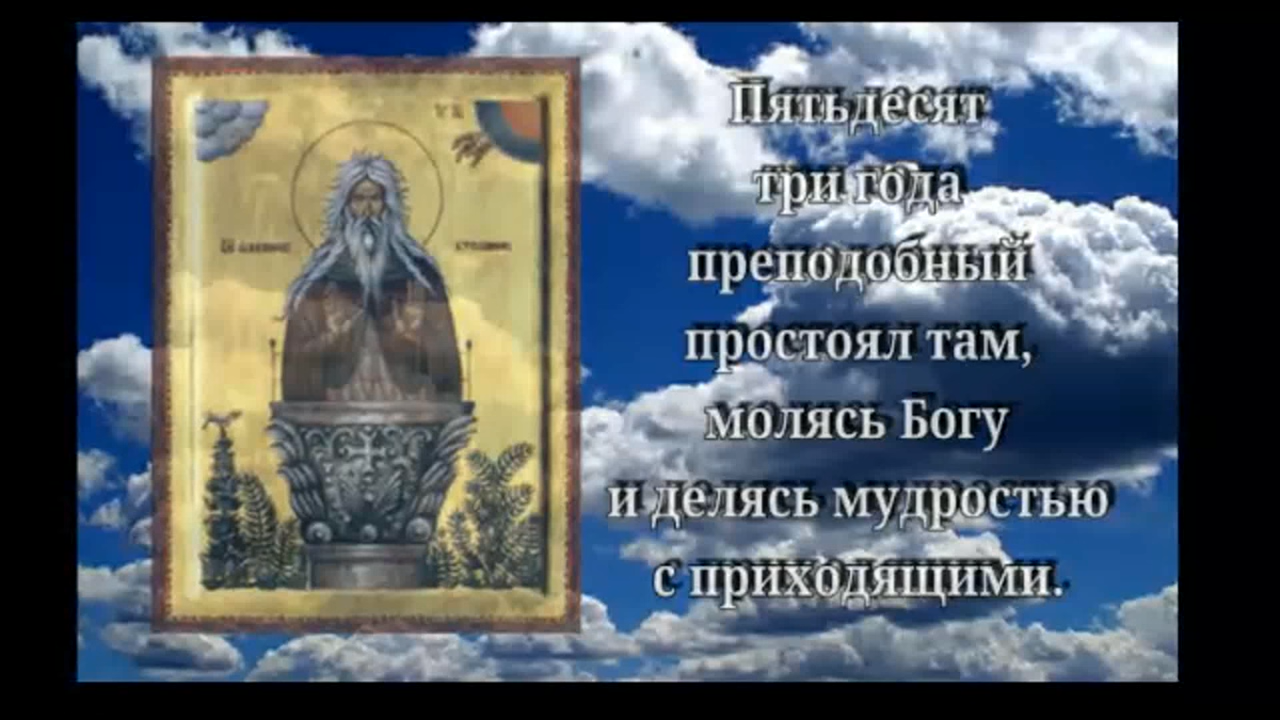 Пятьдесят
три года
преподобный
простоял там,
молясь Богу
и делясь мудростью
с приходящими.